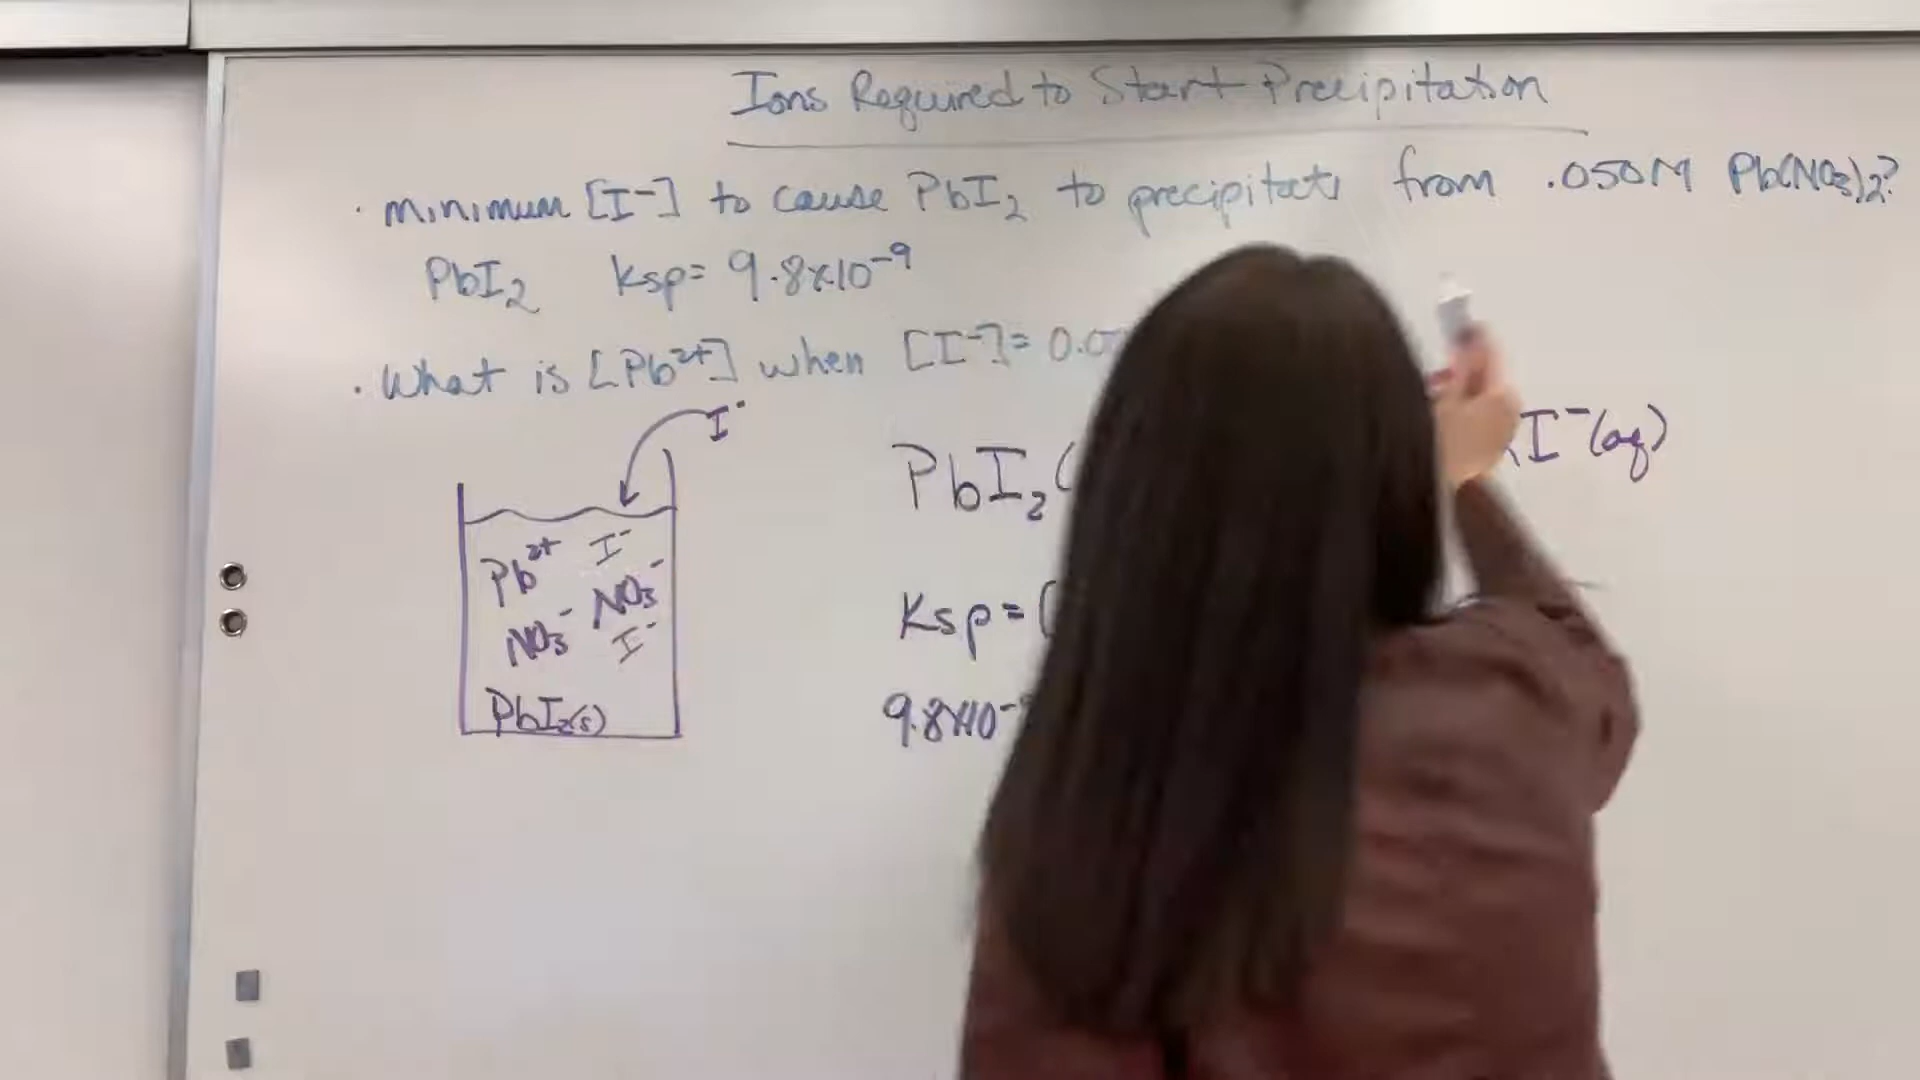 Ions Required to Start Precipitation
· minimum [I⁻] to cause PbI₂ to precipitate from .050M Pb(NO₃)₂?
PbI₂ Ksp= 9.8x10⁻⁹
· What is [Pb²⁺] when [I⁻]= 0.0
I⁻
PbI₂( I⁻(aq)
Pb²⁺ I⁻
NO₃⁻ NO₃⁻
I⁻
Ksp = (
PbI₂(s)
9.8x10⁻